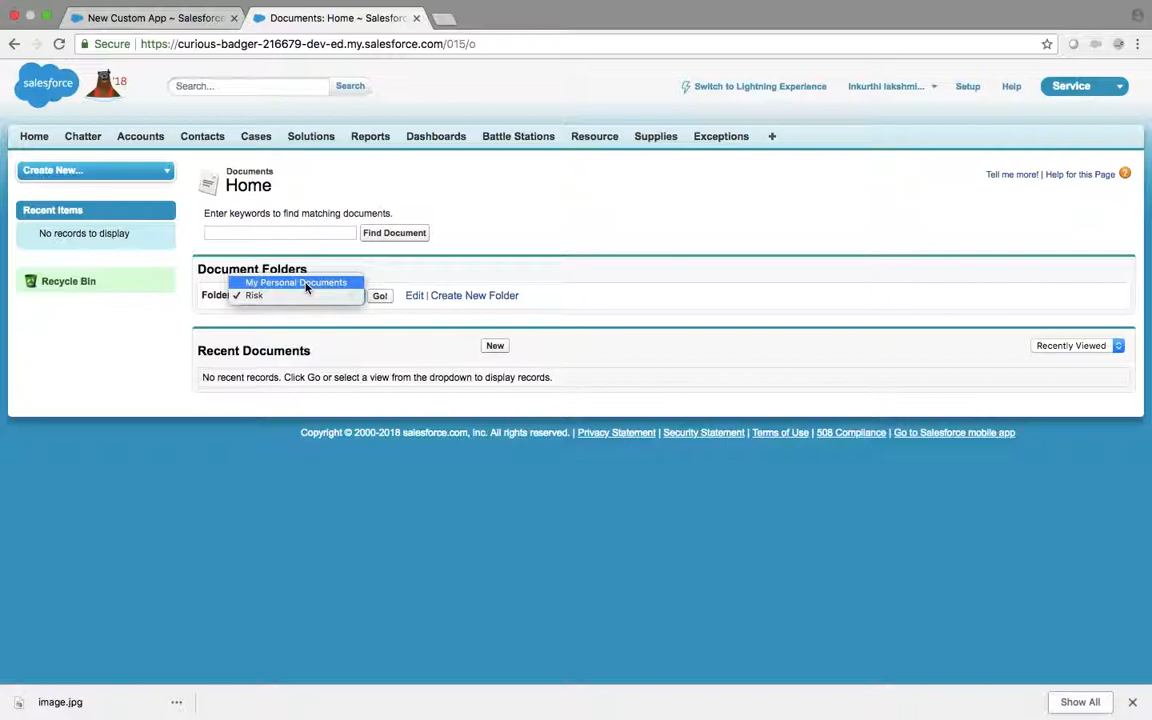 New Custom App ~ Salesforce
Documents: Home ~ Salesforc
Secure
https://curious-badger-216679-dev-ed.my.salesforce.com/015/o
salesforce
'18
Search...
Search
Switch to Lightning Experience
Inkurthi lakshmi...
Setup
Help
Service
Home
Chatter
Accounts
Contacts
Cases
Solutions
Reports
Dashboards
Battle Stations
Resource
Supplies
Exceptions
+
Create New...
Recent Items
No records to display
Recycle Bin
Documents
Home
Tell me more! | Help for this Page
Enter keywords to find matching documents.
Find Document
Document Folders
My Personal Documents
Folder
✓ Risk
Go!
Edit | Create New Folder
Recent Documents
New
Recently Viewed
No recent records. Click Go or select a view from the dropdown to display records.
Copyright © 2000-2018 salesforce.com, inc. All rights reserved. | Privacy Statement | Security Statement | Terms of Use | 508 Compliance | Go to Salesforce mobile app
image.jpg
Show All